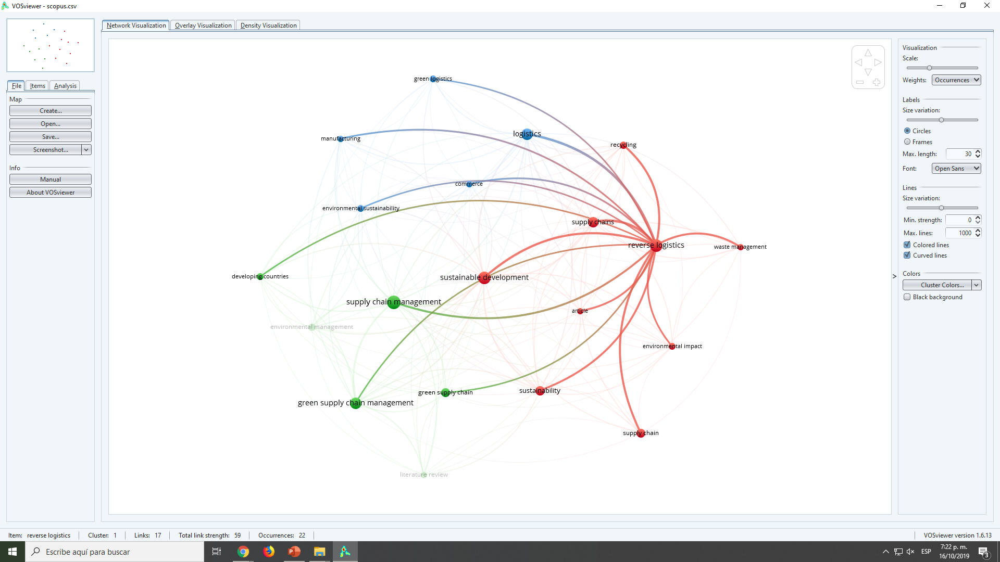 VOSviewer - scopus.csv
Network Visualization
Overlay Visualization
Density Visualization
File
Items
Analysis
Map
Create...
Open...
Save...
Screenshot...
Info
Manual
About VOSviewer
green logistics
logistics
manufacturing
recycling
commerce
environmental sustainability
supply chains
reverse logistics
waste management
developing countries
sustainable development
supply chain management
article
environmental management
environmental impact
sustainability
green supply chain
green supply chain management
supply chain
literature review
Visualization
Scale:
Weights: Occurrences
Labels
Size variation:
Circles
Frames
Max. length: 30
Font: Open Sans
Lines
Size variation:
Min. strength: 0
Max. lines: 1000
Colored lines
Curved lines
>
Colors
Cluster Colors...
Black background
Item: reverse logistics
Cluster: 1
Links: 17
Total link strength: 59
Occurrences: 22
VOSviewer version 1.6.13
Escribe aquí para buscar
P
ESP
7:22 p. m.
16/10/2019
3